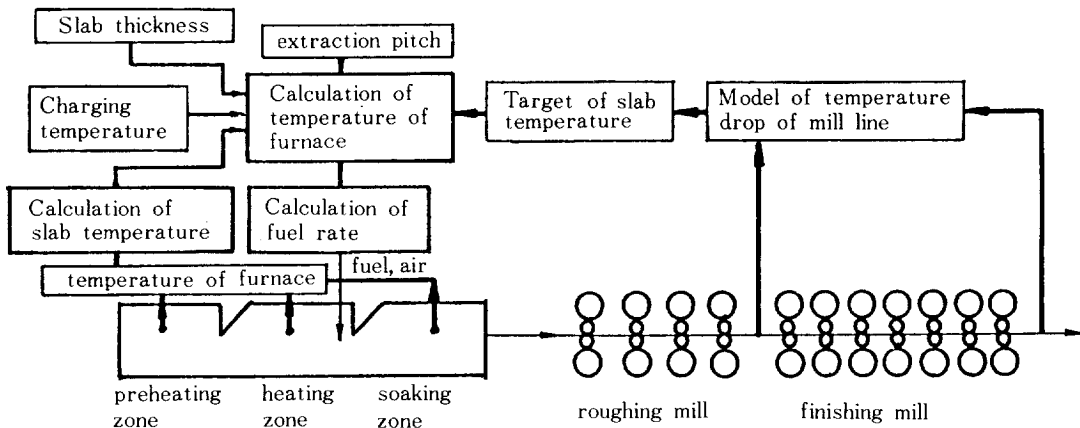 Slab thickness
extraction pitch
Charging
temperature
Calculation of
temperature of
furnace
Target of slab
temperature
Model of temperature
drop of mill line
Calculation of
slab temperature
Calculation of
fuel rate
temperature of furnace
fuel, air
preheating
zone
heating
zone
soaking
zone
roughing mill
finishing mill